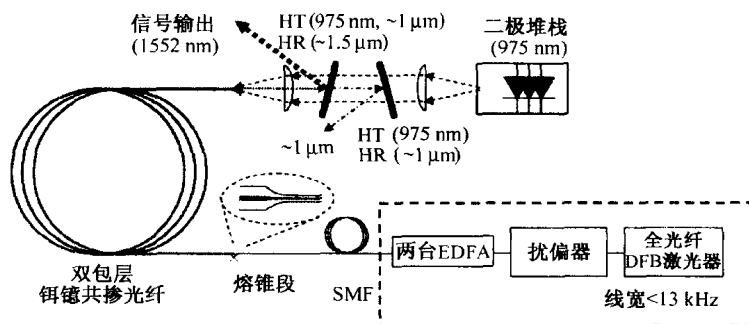 信号输出
(1552 nm)
HT (975 nm, ~1 μm)
HR (~1.5 μm)
二极堆栈
(975 nm)
~1 μm
HT (975 nm)
HR (~1 μm)
双包层
铒镱共掺光纤
熔锥段
SMF
两台EDFA
扰偏器
全光纤
DFB激光器
线宽<13 kHz